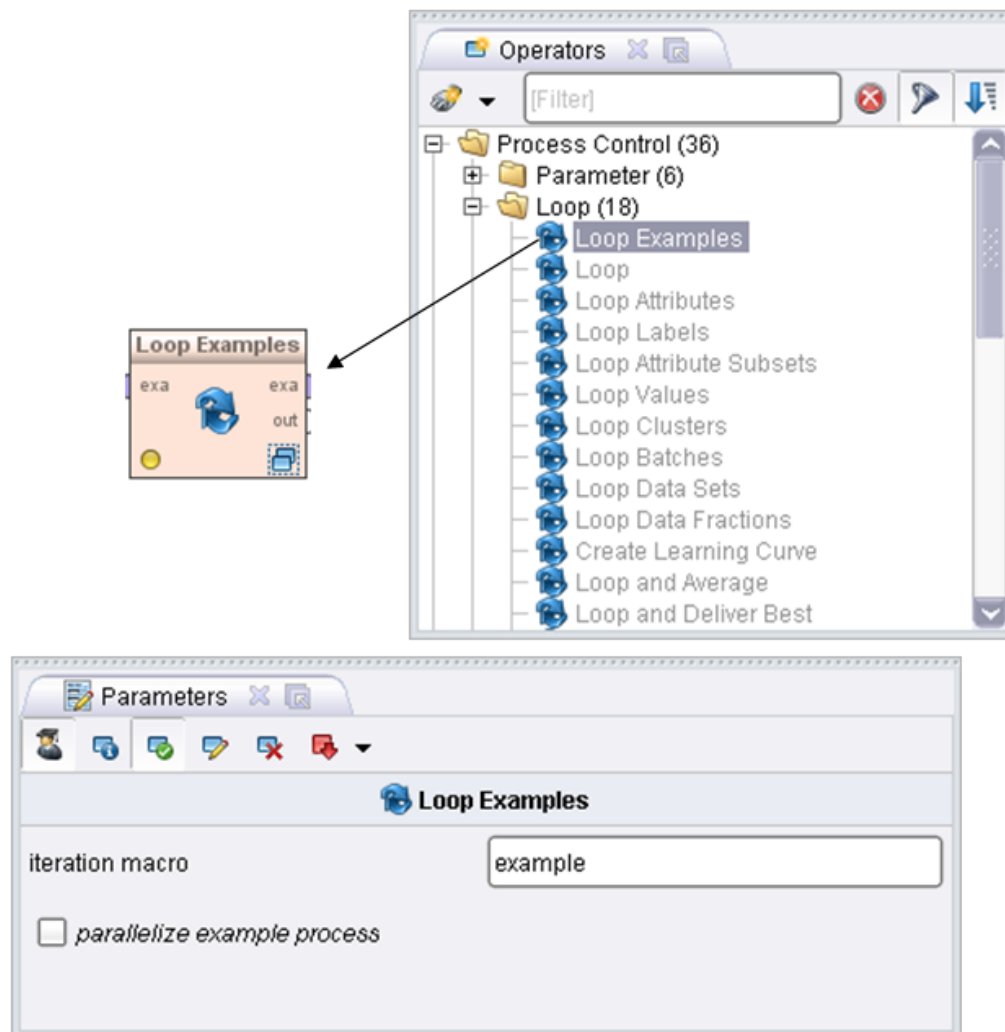 Operators
[Filter]
Process Control (36)
Parameter (6)
Loop (18)
Loop Examples
Loop
Loop Attributes
Loop Labels
Loop Attribute Subsets
Loop Values
Loop Clusters
Loop Batches
Loop Data Sets
Loop Data Fractions
Create Learning Curve
Loop and Average
Loop and Deliver Best
Loop Examples
exa exa
out
Parameters
Loop Examples
iteration macro example
parallelize example process